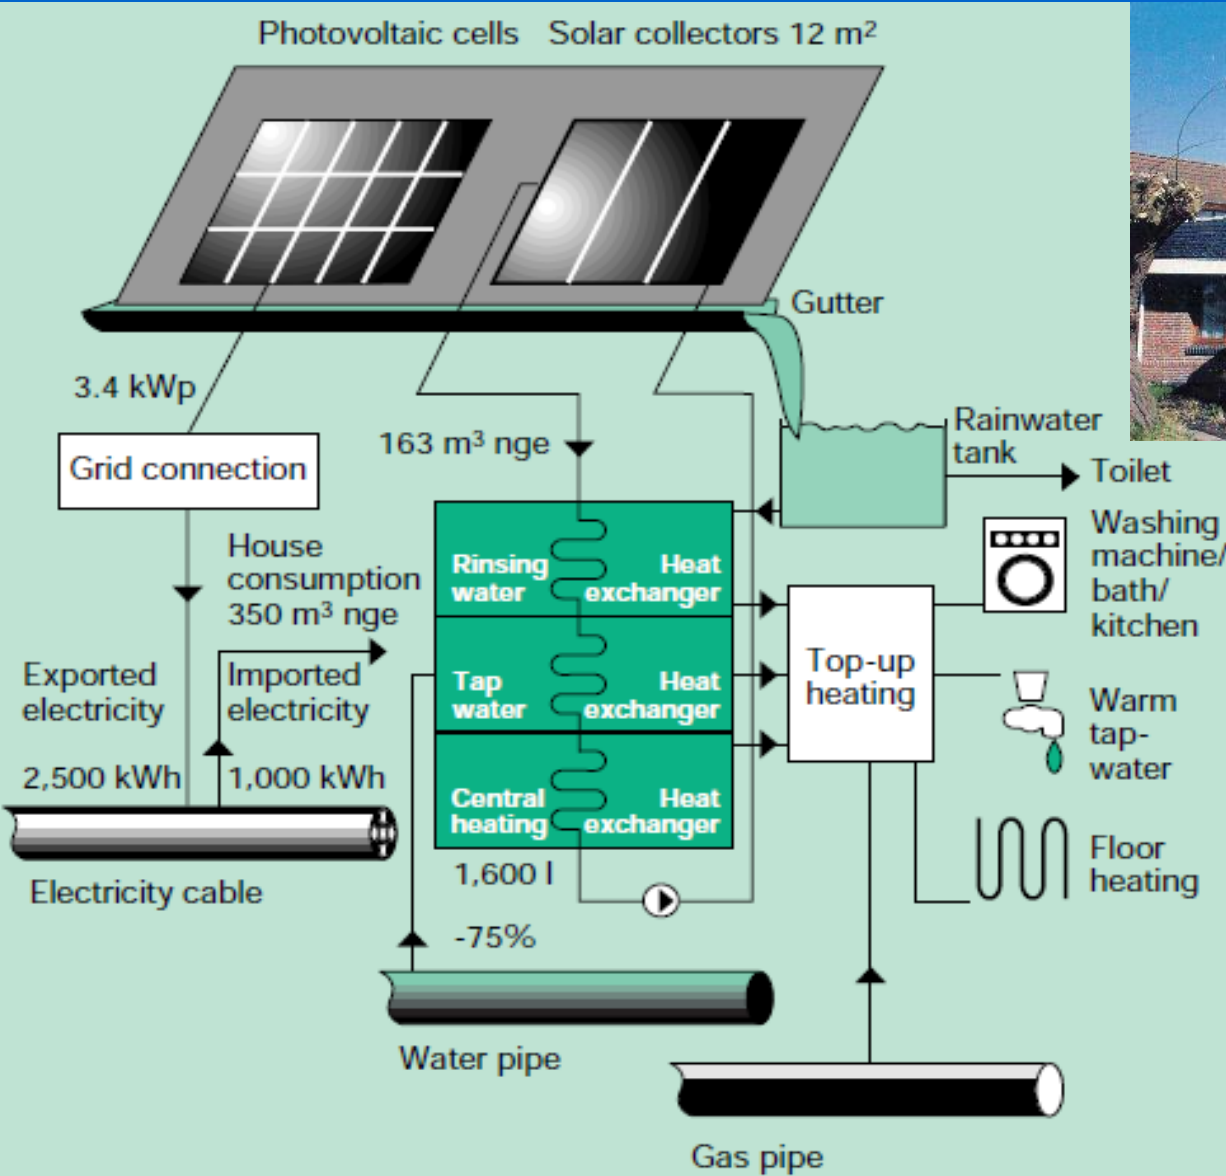 Photovoltaic cells
Solar collectors 12 m²
Gutter
3.4 kWp
Grid connection
163 m³ nge
Rainwater
tank
Toilet
House
consumption
350 m³ nge
Washing
machine/
bath/
kitchen
Rinsing
water
Heat
exchanger
Exported
electricity
Imported
electricity
Tap
water
Heat
exchanger
Top-up
heating
Warm
tap-
water
2,500 kWh
1,000 kWh
Central
heating
Heat
exchanger
Floor
heating
1,600 l
Electricity cable
-75%
Water pipe
Gas pipe